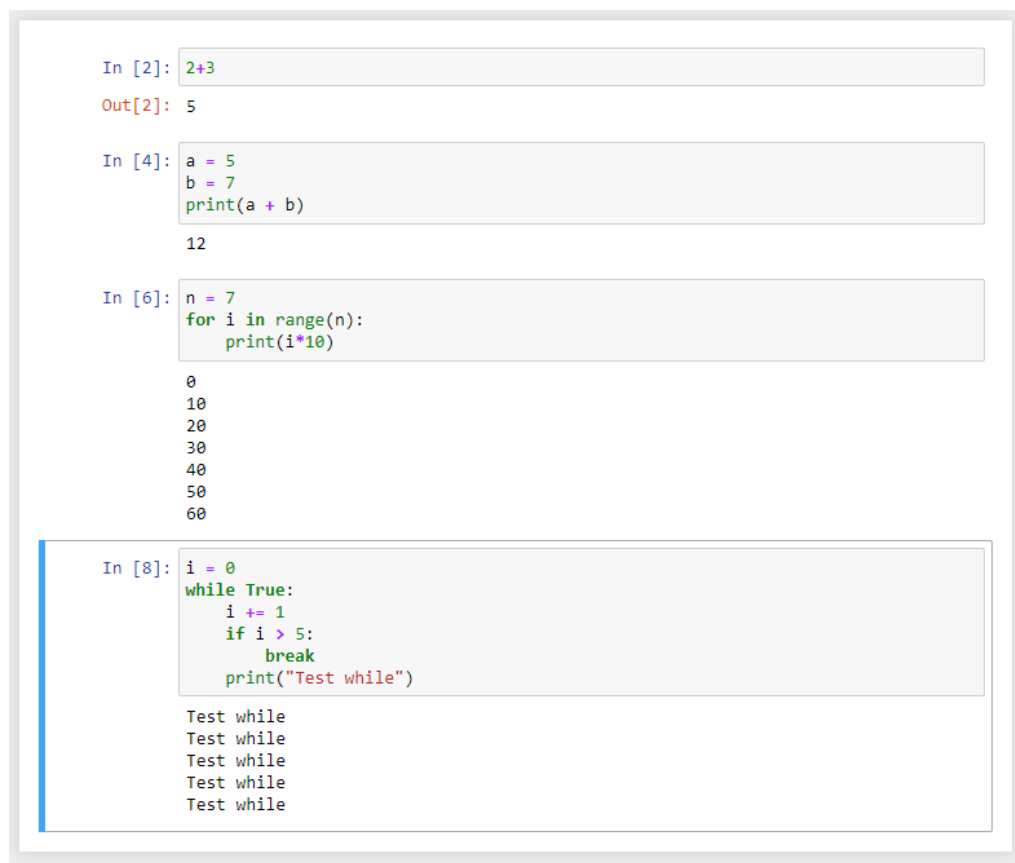 In [2]: 2+3
Out[2]: 5
In [4]: a = 5
b = 7
print(a + b)
12
In [6]: n = 7
for i in range(n):
    print(i*10)
0
10
20
30
40
50
60
In [8]: i = 0
while True:
    i += 1
    if i > 5:
        break
    print("Test while")
Test while
Test while
Test while
Test while
Test while